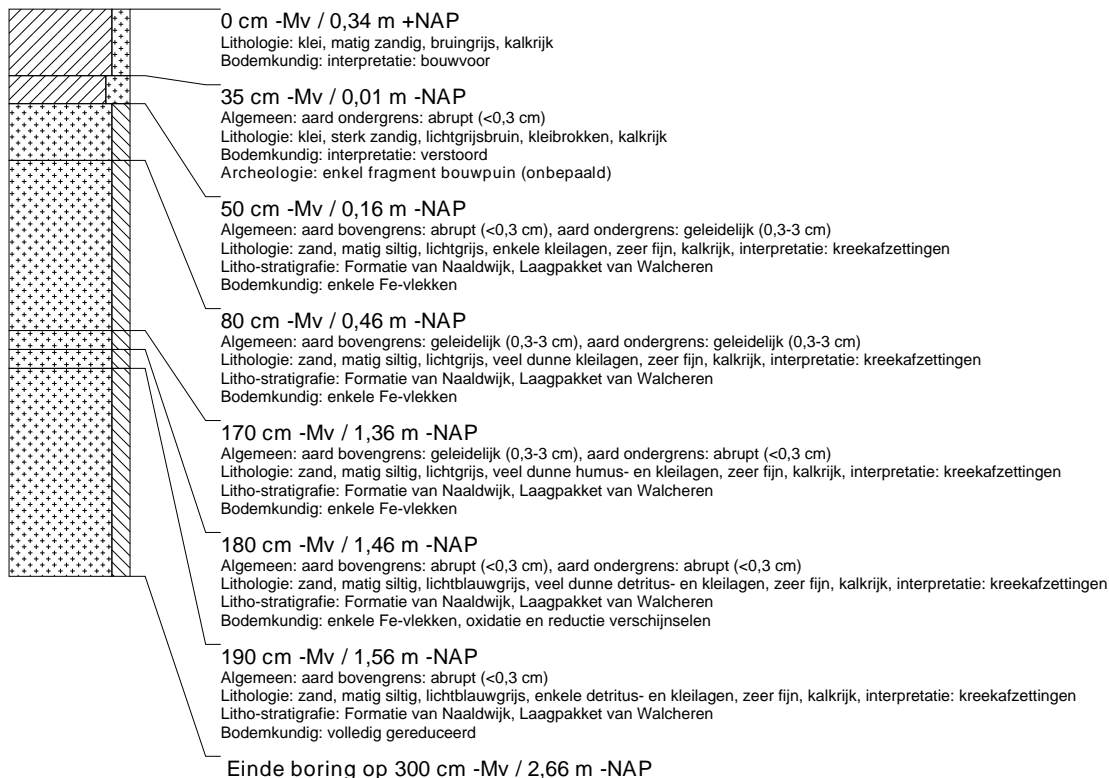 0 cm -Mv / 0,34 m +NAP
Lithologie: klei, matig zandig, bruingrijs, kalkrijk
Bodemkundig: interpretatie: bouwvoor
35 cm -Mv / 0,01 m -NAP
Algemeen: aard ondergrens: abrupt (<0,3 cm)
Lithologie: klei, sterk zandig, lichtgrijsbruin, kleibrokken, kalkrijk
Bodemkundig: interpretatie: verstoord
Archeologie: enkel fragment bouwpuin (onbepaald)
50 cm -Mv / 0,16 m -NAP
Algemeen: aard bovengrens: abrupt (<0,3 cm), aard ondergrens: geleidelijk (0,3-3 cm)
Lithologie: zand, matig siltig, lichtgrijs, enkele kleilagen, zeer fijn, kalkrijk, interpretatie: kreekafzettingen
Litho-stratigrafie: Formatie van Naaldwijk, Laagpakket van Walcheren
Bodemkundig: enkele Fe-vlekken
80 cm -Mv / 0,46 m -NAP
Algemeen: aard bovengrens: geleidelijk (0,3-3 cm), aard ondergrens: geleidelijk (0,3-3 cm)
Lithologie: zand, matig siltig, lichtgrijs, veel dunne kleilagen, zeer fijn, kalkrijk, interpretatie: kreekafzettingen
Litho-stratigrafie: Formatie van Naaldwijk, Laagpakket van Walcheren
Bodemkundig: enkele Fe-vlekken
170 cm -Mv / 1,36 m -NAP
Algemeen: aard bovengrens: geleidelijk (0,3-3 cm), aard ondergrens: abrupt (<0,3 cm)
Lithologie: zand, matig siltig, lichtgrijs, veel dunne humus- en kleilagen, zeer fijn, kalkrijk, interpretatie: kreekafzettingen
Litho-stratigrafie: Formatie van Naaldwijk, Laagpakket van Walcheren
Bodemkundig: enkele Fe-vlekken
180 cm -Mv / 1,46 m -NAP
Algemeen: aard bovengrens: abrupt (<0,3 cm), aard ondergrens: abrupt (<0,3 cm)
Lithologie: zand, matig siltig, lichtblauwgrijs, veel dunne detritus- en kleilagen, zeer fijn, kalkrijk, interpretatie: kreekafzettingen
Litho-stratigrafie: Formatie van Naaldwijk, Laagpakket van Walcheren
Bodemkundig: enkele Fe-vlekken, oxidatie en reductie verschijnselen
190 cm -Mv / 1,56 m -NAP
Algemeen: aard bovengrens: abrupt (<0,3 cm)
Lithologie: zand, matig siltig, lichtblauwgrijs, enkele detritus- en kleilagen, zeer fijn, kalkrijk, interpretatie: kreekafzettingen
Litho-stratigrafie: Formatie van Naaldwijk, Laagpakket van Walcheren
Bodemkundig: volledig gereduceerd
Einde boring op 300 cm -Mv / 2,66 m -NAP